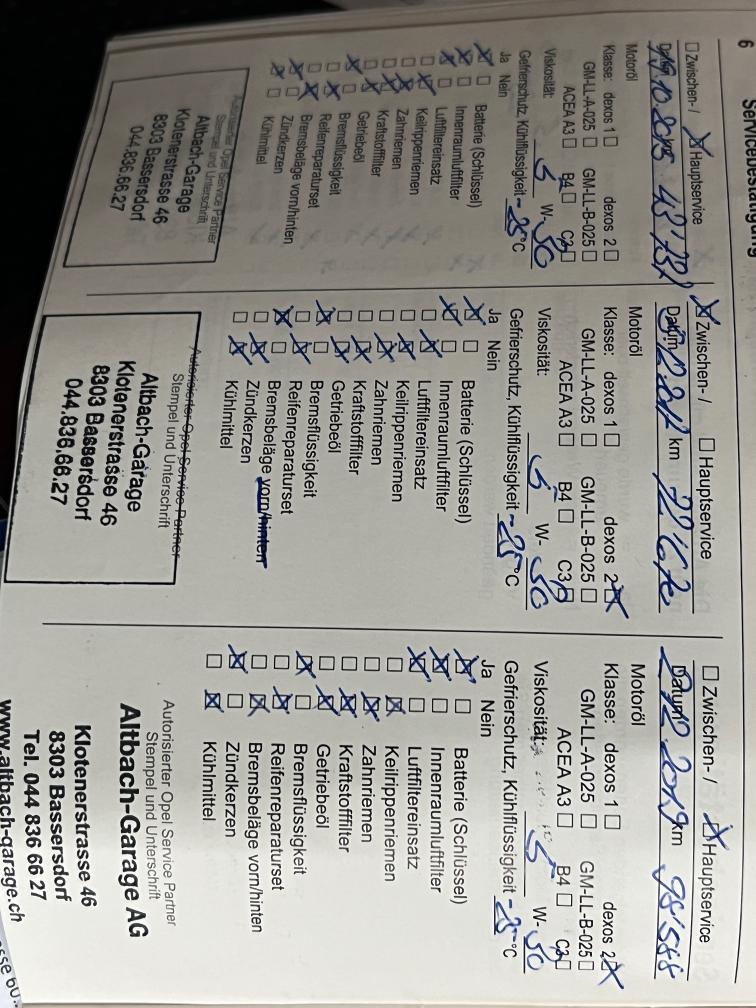 6
☒ Zwischen- / ☒ Hauptservice
km
Motoröl
Klasse: dexos 1 ☐ dexos 2 ☐
GM-LL-A-025 ☐ GM-LL-B-025 ☐
ACEA A3 ☐ B4 ☐ C3 ☐
Viskosität: 5 W- 30
Gefrierschutz, Kühlflüssigkeit -25 °C
Ja Nein
Batterie (Schlüssel)
Innenraumluftfilter
Luftfiltereinsatz
Keilrippenriemen
Zahnriemen
Kraftstofffilter
Getriebeöl
Bremsflüssigkeit
Reifenreparaturset
Bremsbeläge vorn/hinten
Zündkerzen
Kühlmittel
Autorisierter Opel Service Partner
Stempel und Unterschrift
Altbach-Garage
Klotenerstrasse 46
8303 Bassersdorf
044.836.66.27
☒ Zwischen- / ☐ Hauptservice
Datum km
Motoröl
Klasse: dexos 1 ☐ dexos 2 ☒
GM-LL-A-025 ☐ GM-LL-B-025 ☐
ACEA A3 ☐ B4 ☐ C3 ☐
Viskosität: 5 W- 30
Gefrierschutz, Kühlflüssigkeit -25 °C
Ja Nein
Batterie (Schlüssel)
Innenraumluftfilter
Luftfiltereinsatz
Keilrippenriemen
Zahnriemen
Kraftstofffilter
Getriebeöl
Bremsflüssigkeit
Reifenreparaturset
Bremsbeläge vorn/hinten
Zündkerzen
Kühlmittel
Autorisierter Opel Service Partner
Stempel und Unterschrift
Altbach-Garage
Klotenerstrasse 46
8303 Bassersdorf
044.836.66.27
☐ Zwischen- / ☒ Hauptservice
Datum 2019 km 98'588
Motoröl
Klasse: dexos 1 ☐ dexos 2 ☒
GM-LL-A-025 ☐ GM-LL-B-025 ☐
ACEA A3 ☐ B4 ☐ C3 ☐
Viskosität: 5 W- 30
Gefrierschutz, Kühlflüssigkeit -25 °C
Ja Nein
Batterie (Schlüssel)
Innenraumluftfilter
Luftfiltereinsatz
Keilrippenriemen
Zahnriemen
Kraftstofffilter
Getriebeöl
Bremsflüssigkeit
Reifenreparaturset
Bremsbeläge vorn/hinten
Zündkerzen
Kühlmittel
Autorisierter Opel Service Partner
Stempel und Unterschrift
Altbach-Garage AG
Klotenerstrasse 46
8303 Bassersdorf
Tel. 044 836 66 27
www.altbach-garage.ch